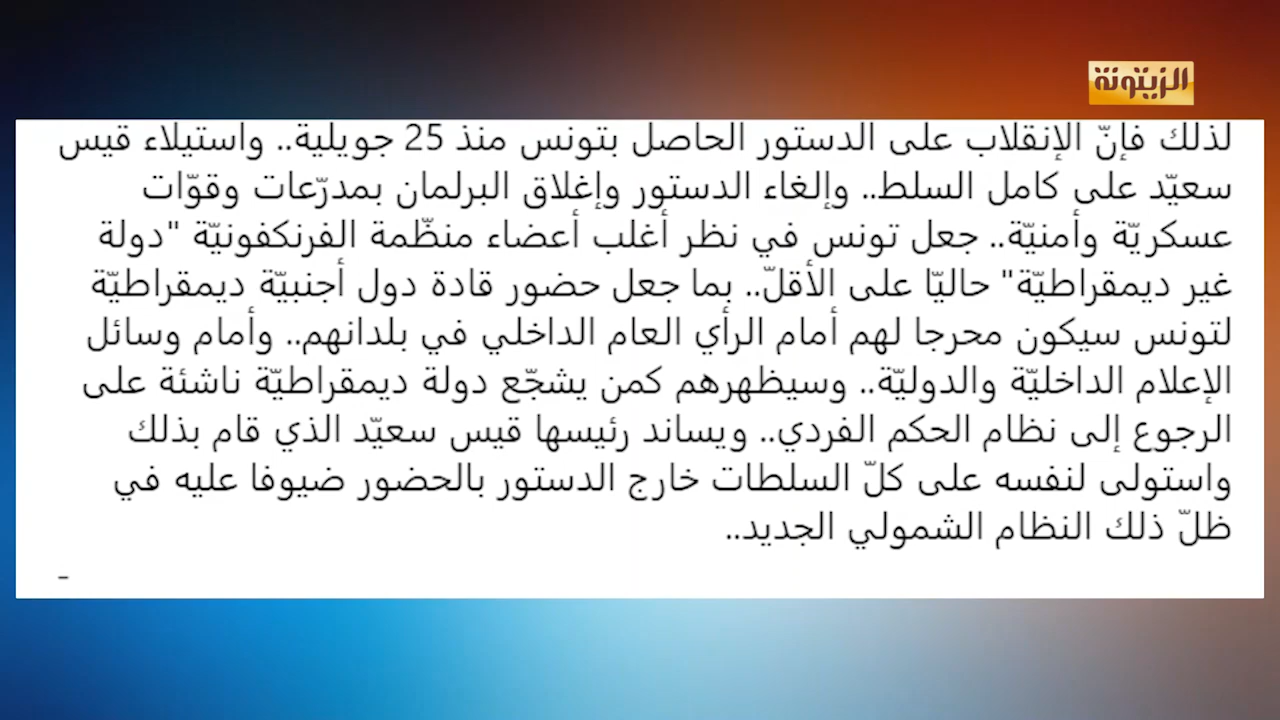 الزيتونة
لذلك فإنّ الإنقلاب على الدستور الحاصل بتونس منذ 25 جويلية.. واستيلاء قيس
سعيّد على كامل السلط.. وإلغاء الدستور وإغلاق البرلمان بمدرّعات وقوّات
عسكريّة وأمنيّة.. جعل تونس في نظر أغلب أعضاء منظّمة الفرنكفونيّة "دولة
غير ديمقراطيّة" حاليّا على الأقلّ.. بما جعل حضور قادة دول أجنبيّة ديمقراطيّة
لتونس سيكون محرجا لهم أمام الرأي العام الداخلي في بلدانهم.. وأمام وسائل
الإعلام الداخليّة والدوليّة.. وسيظهرهم كمن يشجّع دولة ديمقراطيّة ناشئة على
الرجوع إلى نظام الحكم الفردي.. ويساند رئيسها قيس سعيّد الذي قام بذلك
واستولى لنفسه على كلّ السلطات خارج الدستور بالحضور ضيوفا عليه في
ظلّ ذلك النظام الشمولي الجديد..
-